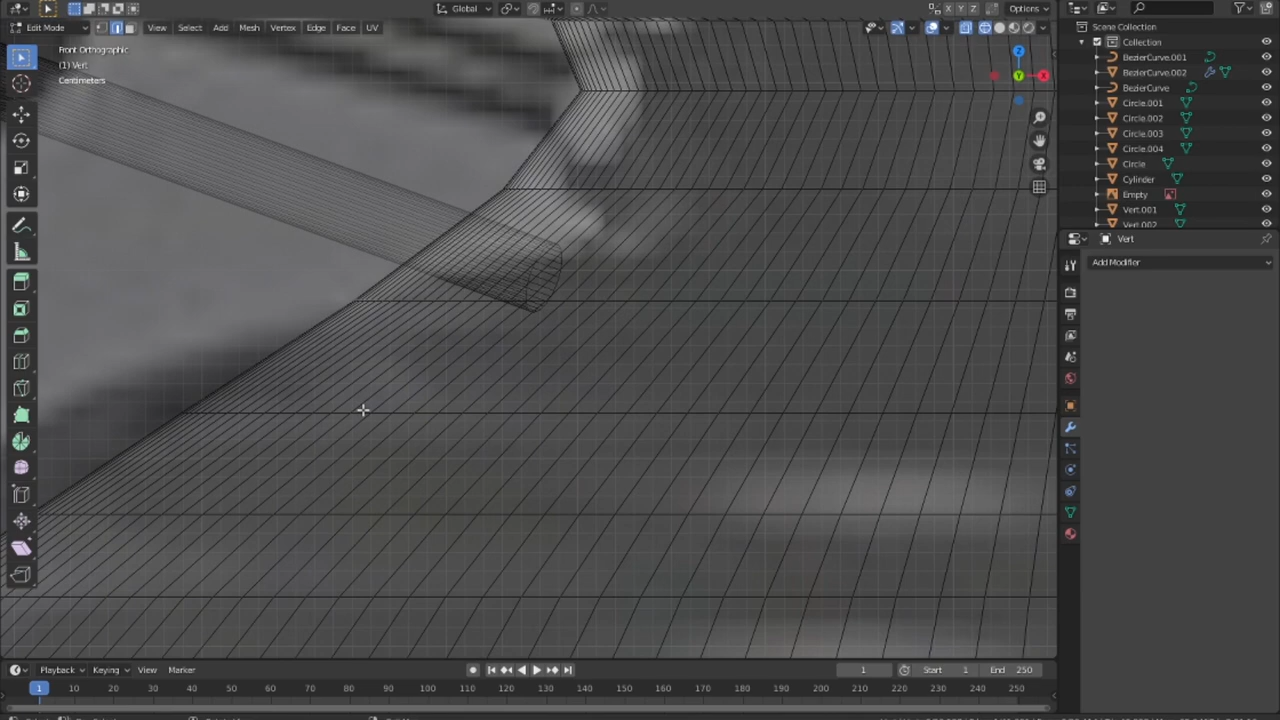 Global
Options
Edit Mode
View
Select
Add
Mesh
Vertex
Edge
Face
UV
Front Orthographic
(1) Vert
Centimeters
Z
X
Y
X Y Z
Scene Collection
Collection
BezierCurve.001
BezierCurve.002
BezierCurve
Circle.001
Circle.002
Circle.003
Circle.004
Circle
Cylinder
Empty
Vert.001
Vert.002
Vert
Add Modifier
Playback
Keying
View
Marker
1
Start 1
End 250
1 10 20 30 40 50 60 70 80 90 100 110 120 130 140 150 160 170 180 190 200 210 220 230 240 250